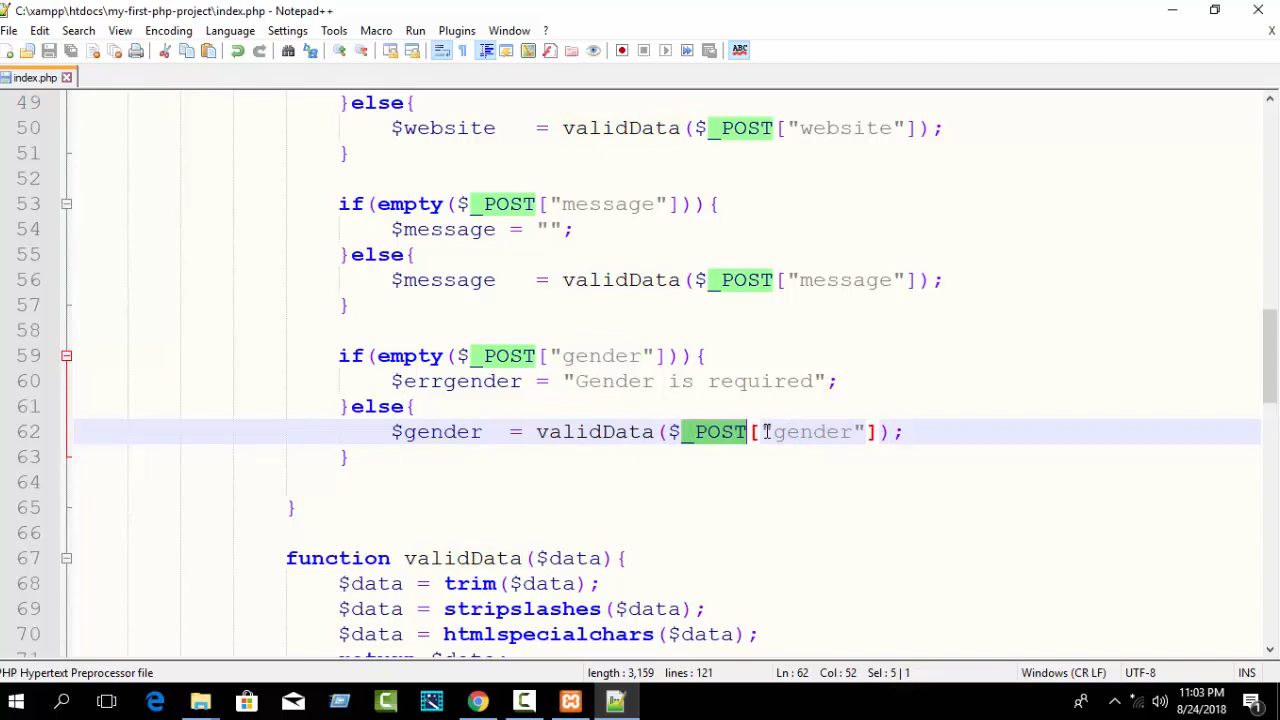 C:\xampp\htdocs\my-first-php-project\index.php - Notepad++
File Edit Search View Encoding Language Settings Tools Macro Run Plugins Window ? X
ABC
index.php
49 }else{
50 $website = validData($_POST["website"]);
51 }
52
53 if(empty($_POST["message"])){
54 $message = "";
55 }else{
56 $message = validData($_POST["message"]);
57 }
58
59 if(empty($_POST["gender"])){
60 $errgender = "Gender is required";
61 }else{
62 $gender = validData($_POST["gender"]);
63 }
64
65 }
66
67 function validData($data){
68 $data = trim($data);
69 $data = stripslashes($data);
70 $data = htmlspecialchars($data);
71 return $data;
PHP Hypertext Preprocessor file length : 3,159 lines : 121 Ln : 62 Col : 52 Sel : 5 | 1 Windows (CR LF) UTF-8 INS
11:03 PM
8/24/2018